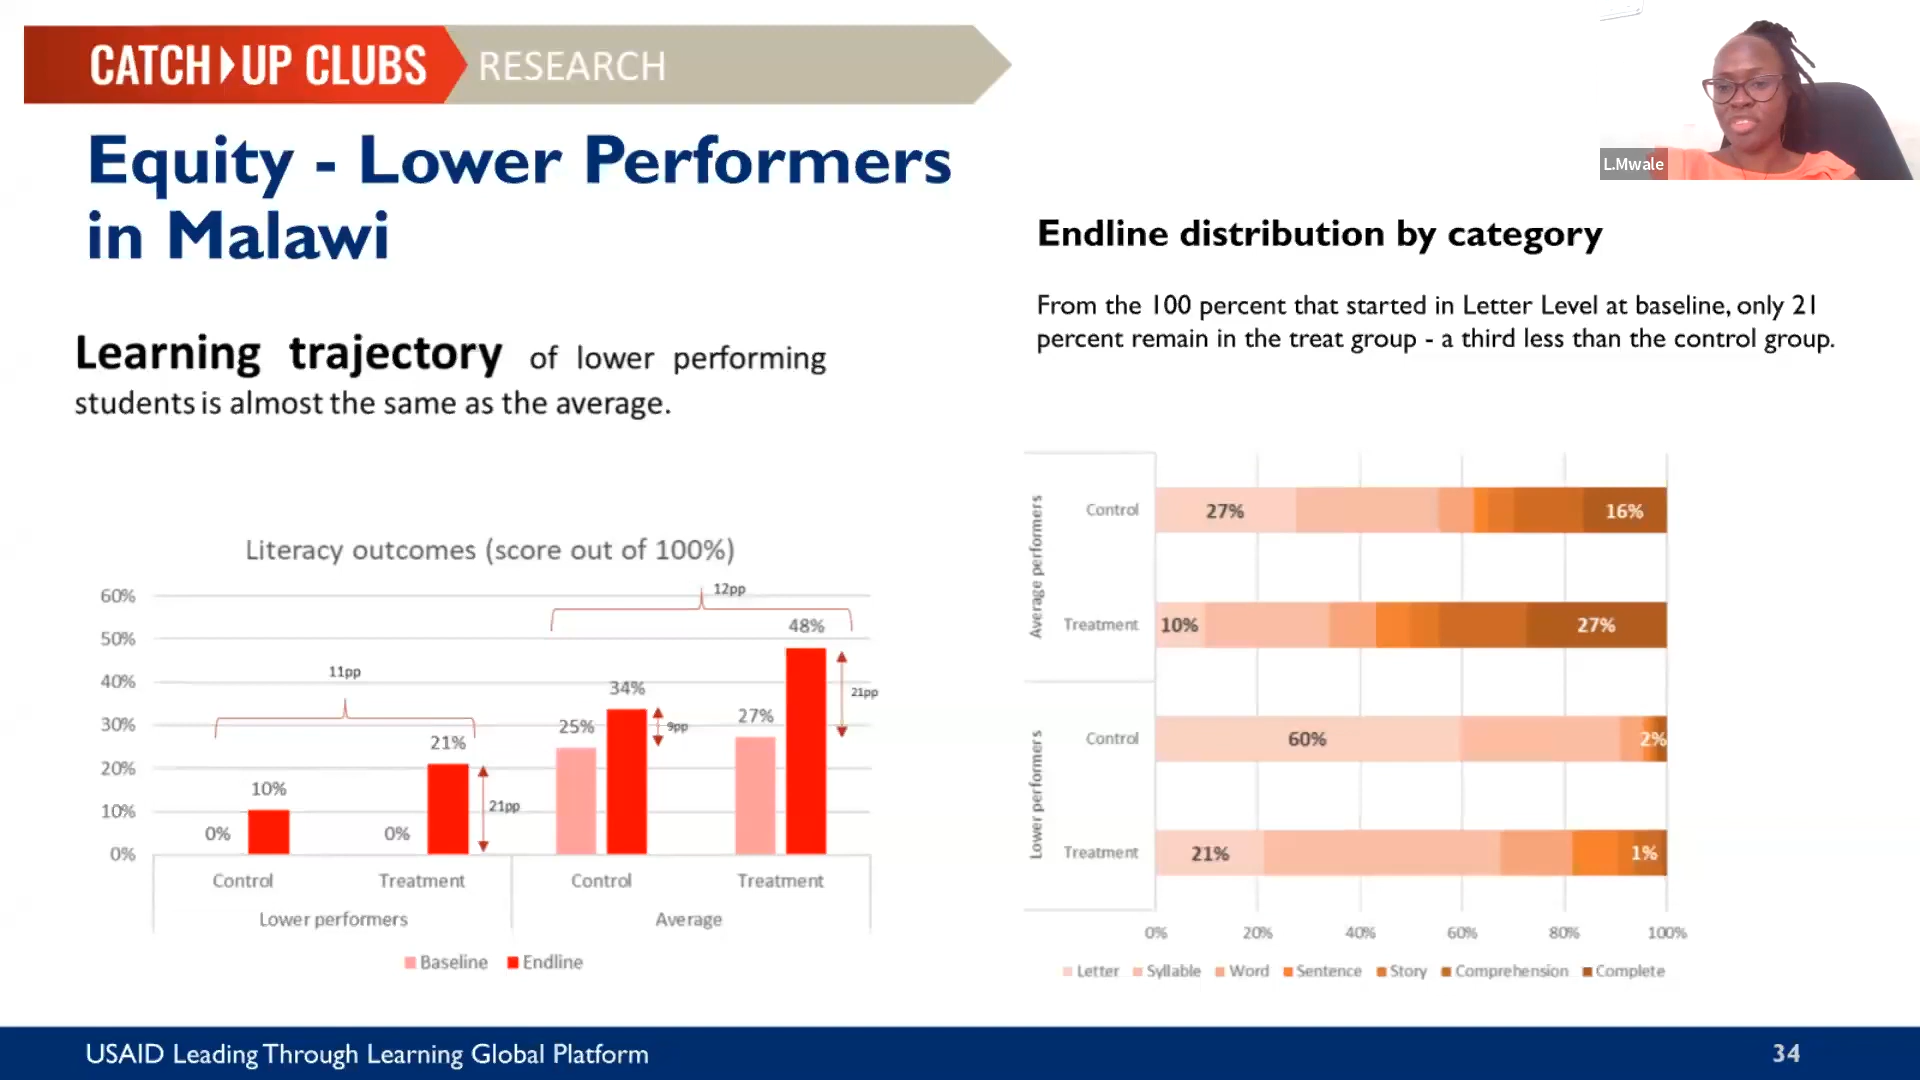 CATCH UP CLUBS RESEARCH
L.Mwale
Equity - Lower Performers
in Malawi
Learning trajectory of lower performing
students is almost the same as the average.
Literacy outcomes (score out of 100%)
60%
50%
40%
30%
20%
10%
0%
11pp
12pp
0%
10%
0%
21%
21pp
25%
34%
9pp
27%
48%
21pp
Control Treatment Control Treatment
Lower performers Average
Baseline Endline
Endline distribution by category
From the 100 percent that started in Letter Level at baseline, only 21
percent remain in the treat group - a third less than the control group.
Average performers
Control 27% 16%
Treatment 10% 27%
Lower performers
Control 60% 2%
Treatment 21% 1%
0% 20% 40% 60% 80% 100%
Letter Syllable Word Sentence Story Comprehension Complete
USAID Leading Through Learning Global Platform
34